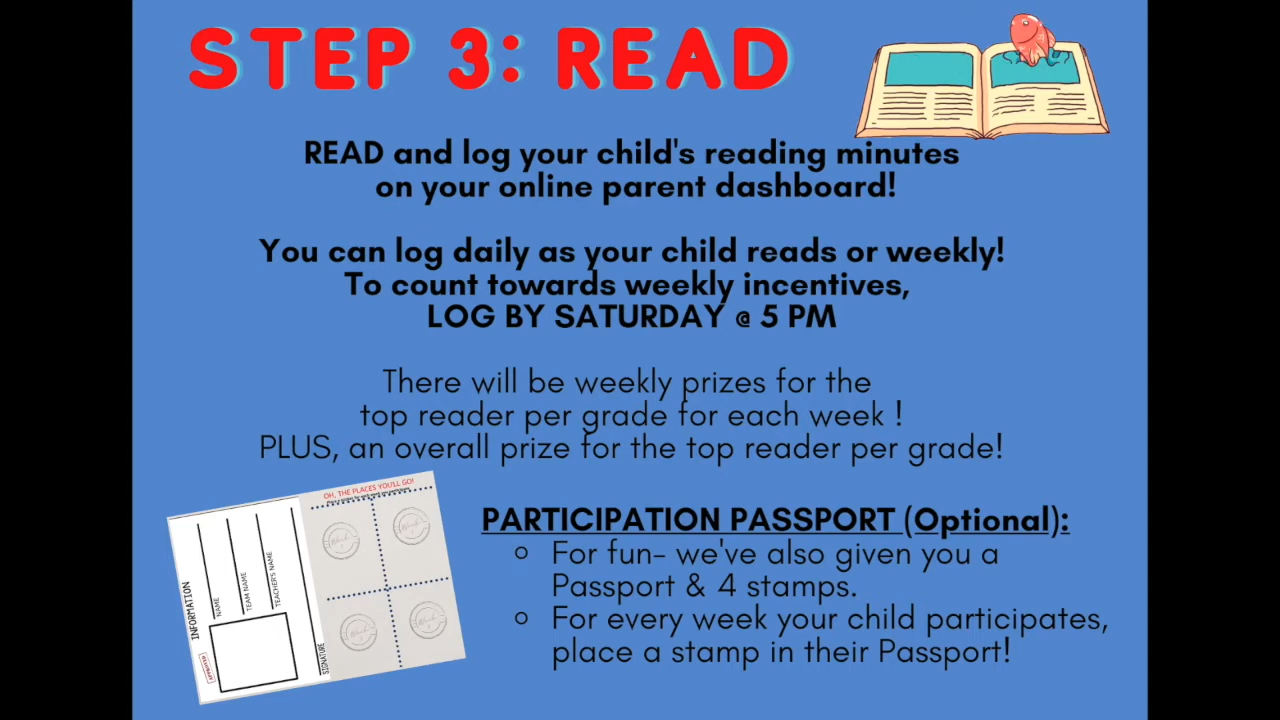 STEP 3: READ
READ and log your child's reading minutes
on your online parent dashboard!
You can log daily as your child reads or weekly!
To count towards weekly incentives,
LOG BY SATURDAY @ 5 PM
There will be weekly prizes for the
top reader per grade for each week !
PLUS, an overall prize for the top reader per grade!
OH, THE PLACES YOU'LL GO!
INFORMATION
NAME
TEAM NAME
TEACHER'S NAME
SIGNATURE
PARTICIPATION PASSPORT (Optional):
For fun- we've also given you a
Passport & 4 stamps.
For every week your child participates,
place a stamp in their Passport!